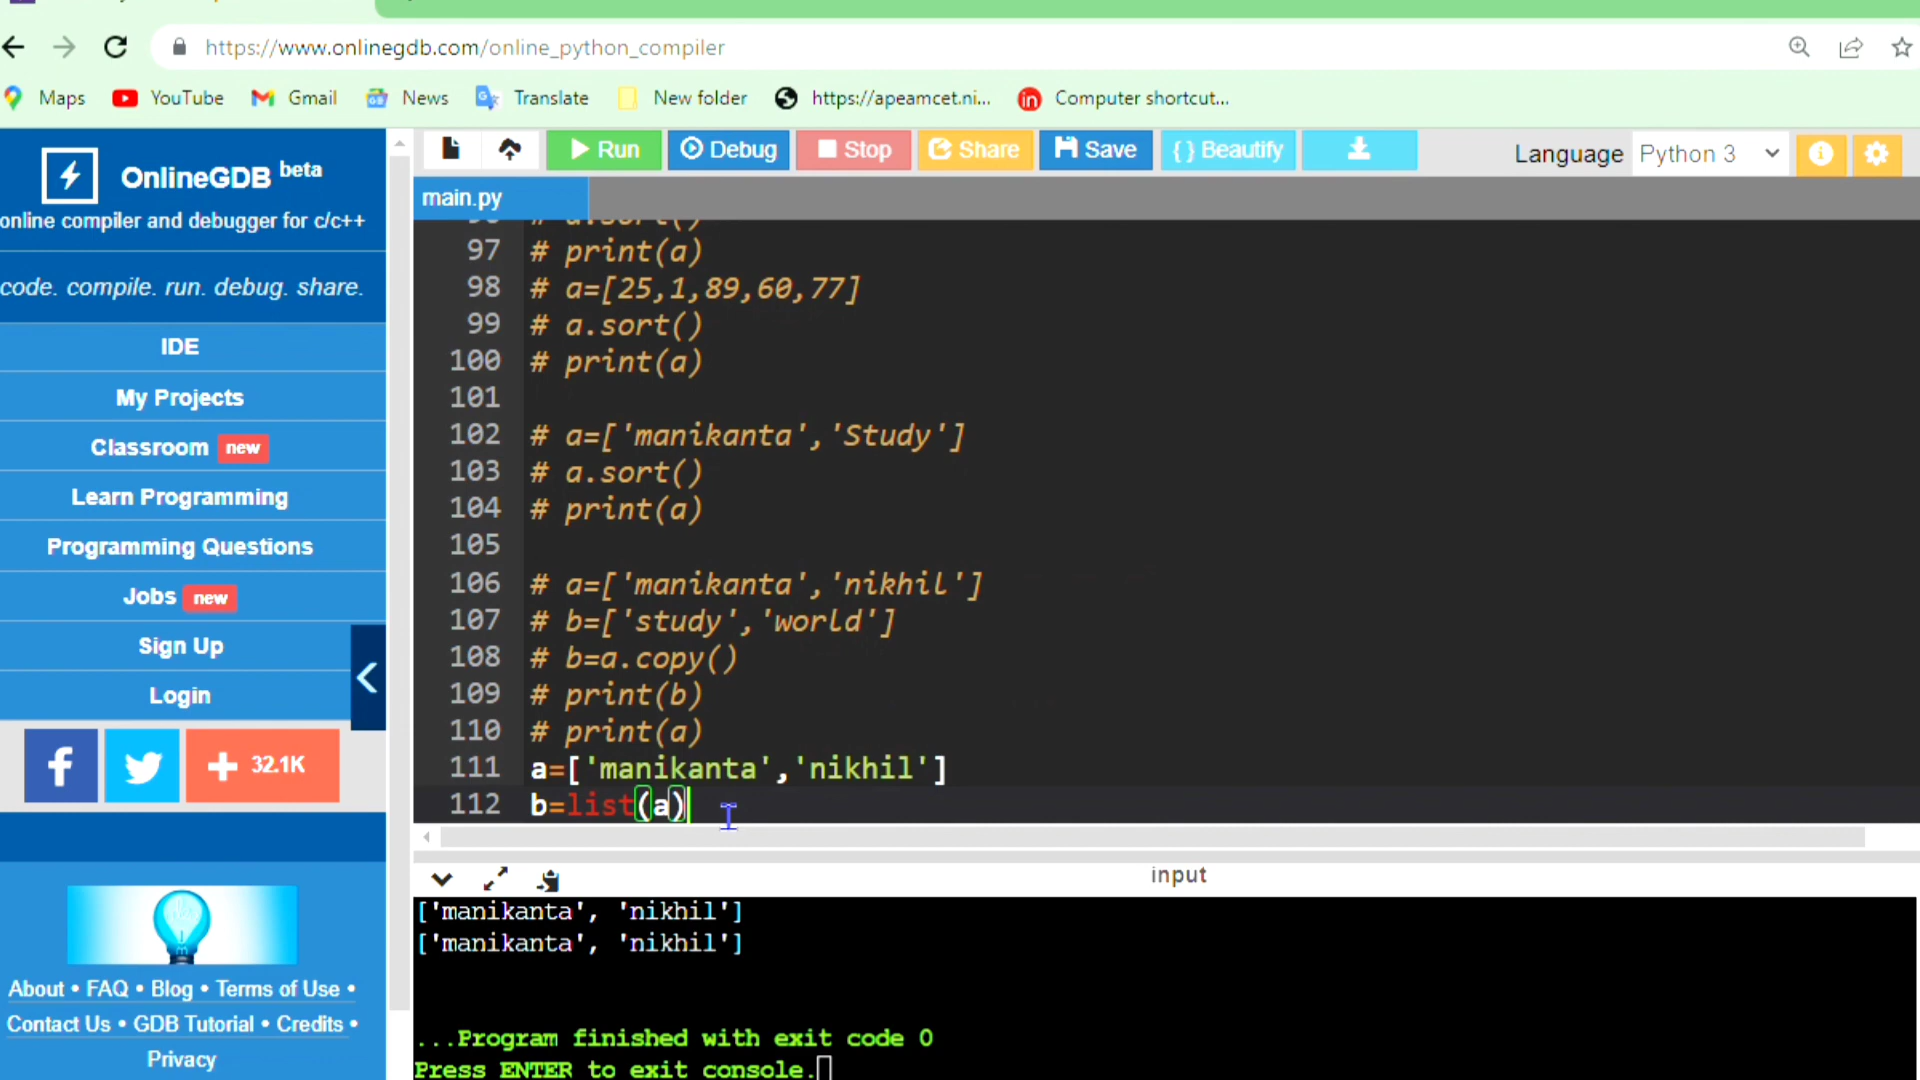 https://www.onlinegdb.com/online_python_compiler
Maps YouTube Gmail News Translate New folder https://apeamcet.ni... Computer shortcut...
OnlineGDB beta
online compiler and debugger for c/c++
code. compile. run. debug. share.
IDE
My Projects
Classroom new
Learn Programming
Programming Questions
Jobs new
Sign Up
Login
32.1K
About • FAQ • Blog • Terms of Use •
Contact Us • GDB Tutorial • Credits •
Privacy
Run Debug Stop Share Save { } Beautify Language Python 3
main.py
97 # print(a)
98 # a=[25,1,89,60,77]
99 # a.sort()
100 # print(a)
101
102 # a=['manikanta','Study']
103 # a.sort()
104 # print(a)
105
106 # a=['manikanta','nikhil']
107 # b=['study','world']
108 # b=a.copy()
109 # print(b)
110 # print(a)
111 a=['manikanta','nikhil']
112 b=list(a)
input
['manikanta', 'nikhil']
['manikanta', 'nikhil']
...Program finished with exit code 0
Press ENTER to exit console.